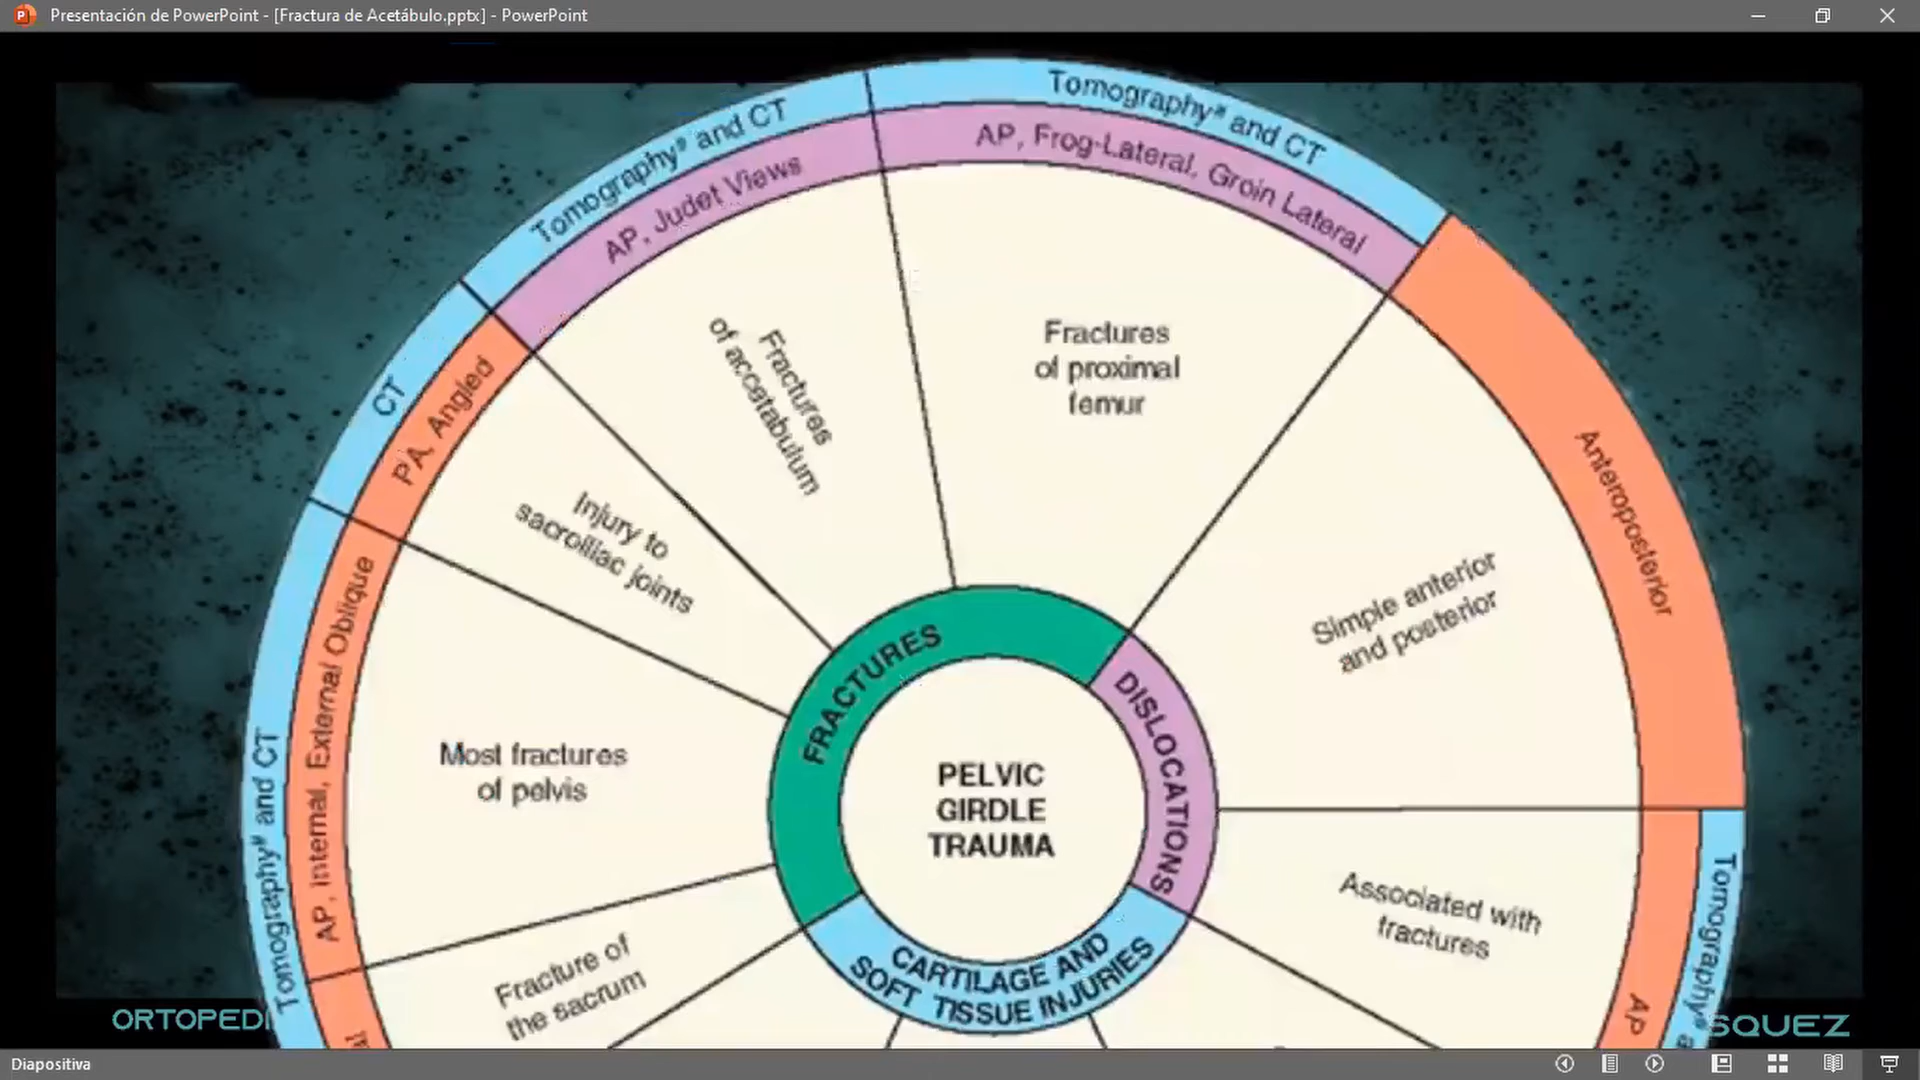 Presentación de PowerPoint - [Fractura de Acetábulo.pptx] - PowerPoint
Tomography# and CT
AP, Judet Views
Tomography# and CT
AP, Frog-Lateral, Groin Lateral
CT
PA, Angled
Tomography# and CT
AP, Internal, External Oblique
Anteroposterior
Fractures
of acetabulum
Fractures
of proximal
femur
Injury to
sacroiliac joints
Simple anterior
and posterior
Most fractures
of pelvis
Fracture of
the sacrum
Associated with
fractures
AP
Tomography#
FRACTURES
DISLOCATIONS
CARTILAGE AND
SOFT TISSUE INJURIES
PELVIC
GIRDLE
TRAUMA
ORTOPEDI
SQUEZ
Diapositiva